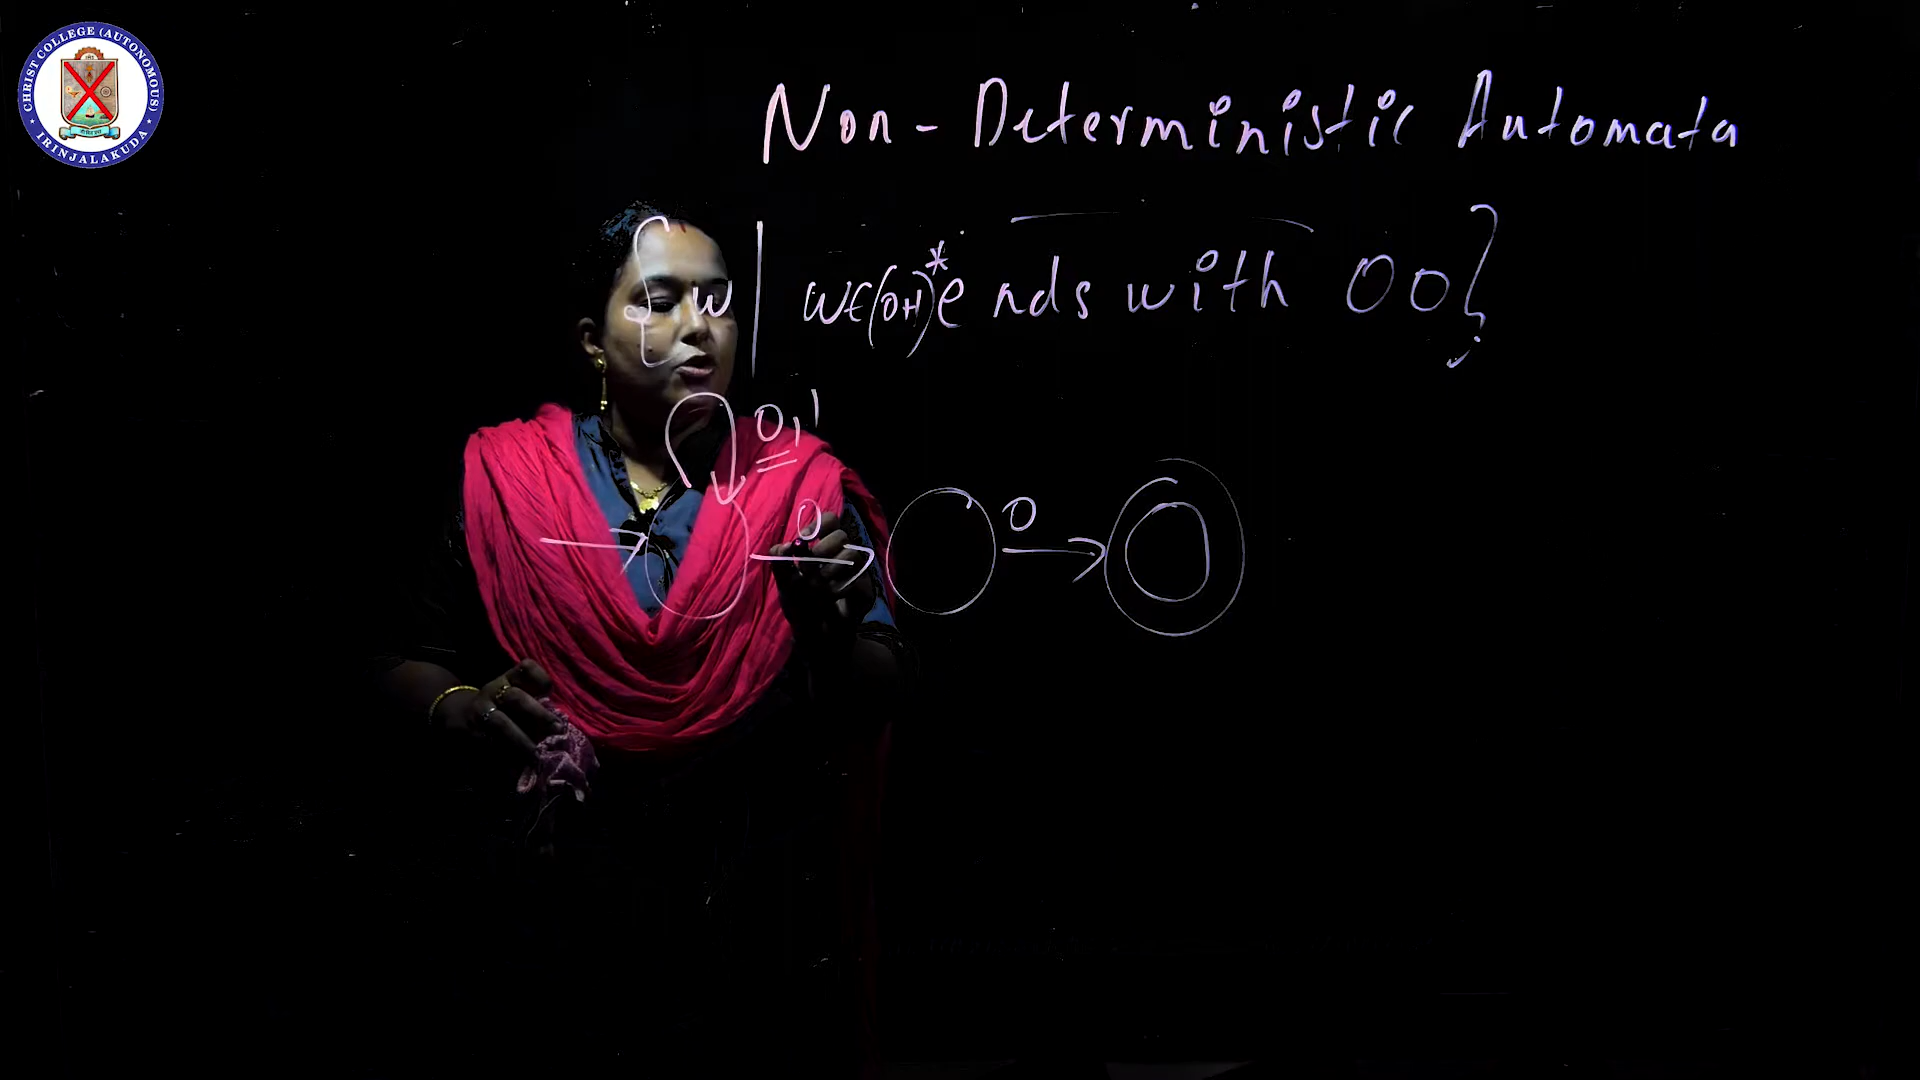 CHRIST COLLEGE (AUTONOMOUS)
IRINJALAKUDA
Non-Deterministic Automata
{ w | w∈(0+1)* ends with 00}
0,1
0
0